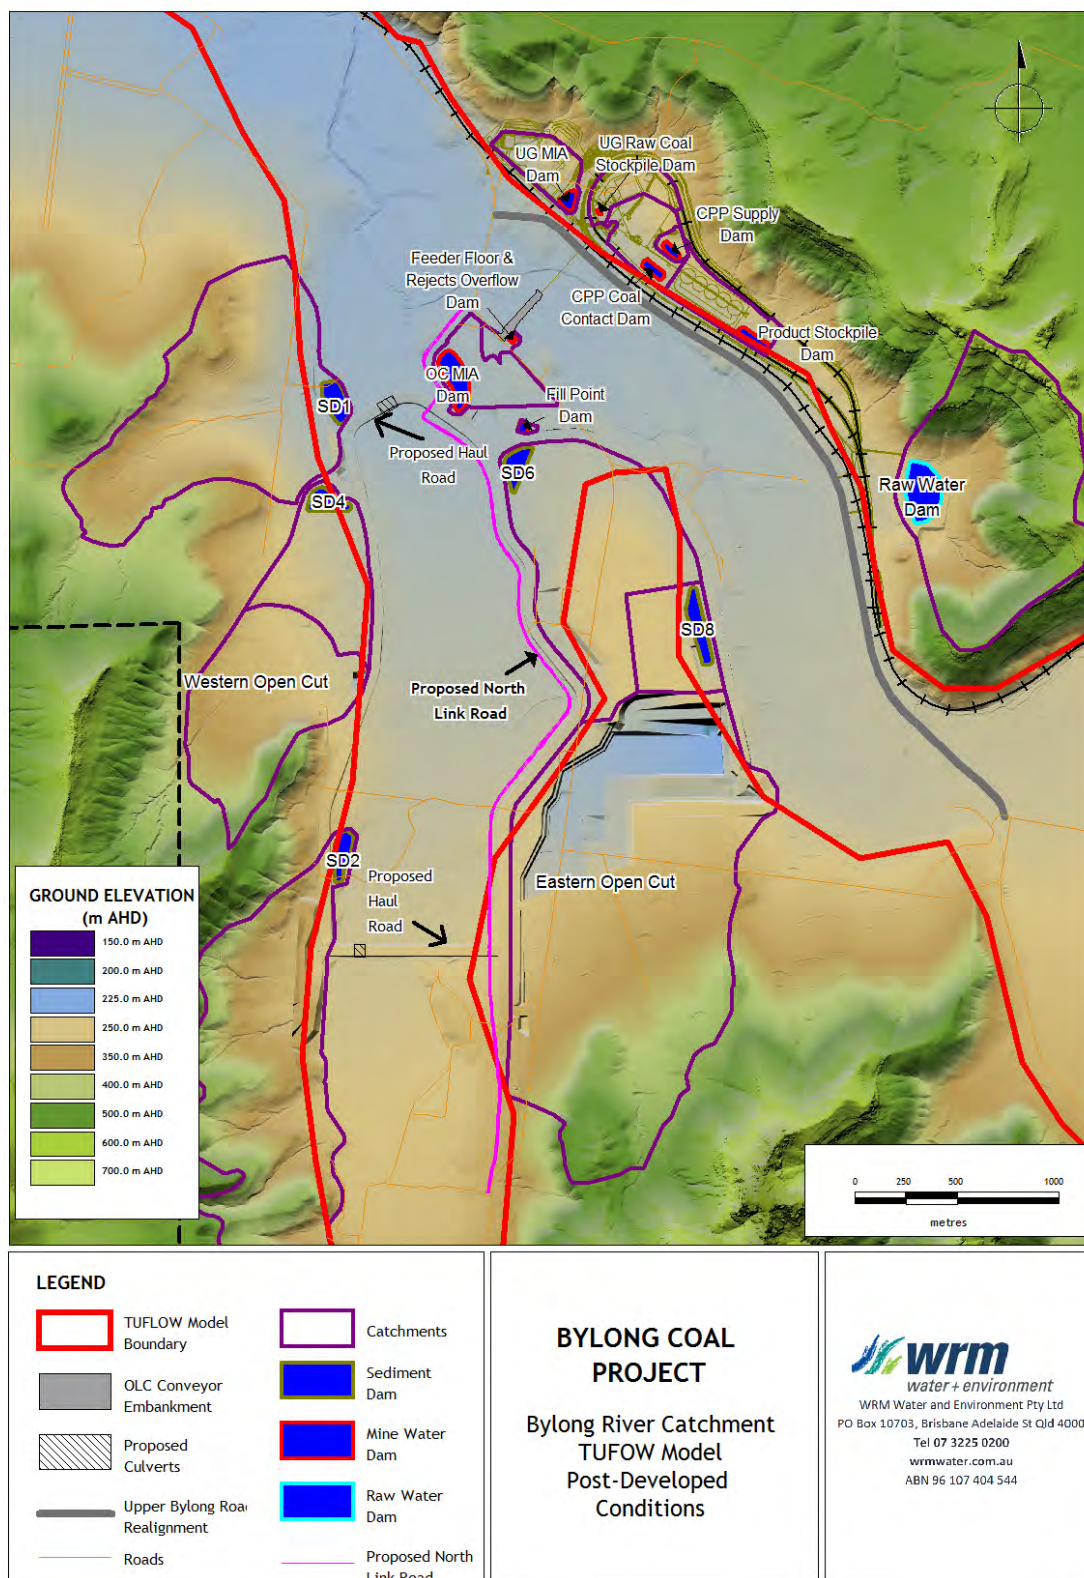 UG MIA
Dam
UG Raw Coal
Stockpile Dam
CPP Supply
Dam
Feeder Floor &
Rejects Overflow
Dam
CPP Coal
Contact Dam
Product Stockpile
Dam
OC MIA
Dam
Fill Point
Dam
SD1
Proposed Haul
Road
SD6
SD4
Raw Water
Dam
SD8
Western Open Cut
Proposed North
Link Road
SD2
Proposed
Haul
Road
Eastern Open Cut
GROUND ELEVATION
(m AHD)
150.0 m AHD
200.0 m AHD
225.0 m AHD
250.0 m AHD
350.0 m AHD
400.0 m AHD
500.0 m AHD
600.0 m AHD
700.0 m AHD
0 250 500 1000
metres
LEGEND
TUFLOW Model
Boundary
OLC Conveyor
Embankment
Proposed
Culverts
Upper Bylong Roa
Realignment
Roads
Catchments
Sediment
Dam
Mine Water
Dam
Raw Water
Dam
Proposed North
Link Road
BYLONG COAL
PROJECT
Bylong River Catchment
TUFOW Model
Post-Developed
Conditions
wrm
water + environment
WRM Water and Environment Pty Ltd
PO Box 10703, Brisbane Adelaide St Qld 4000
Tel 07 3225 0200
wrmwater.com.au
ABN 96 107 404 544